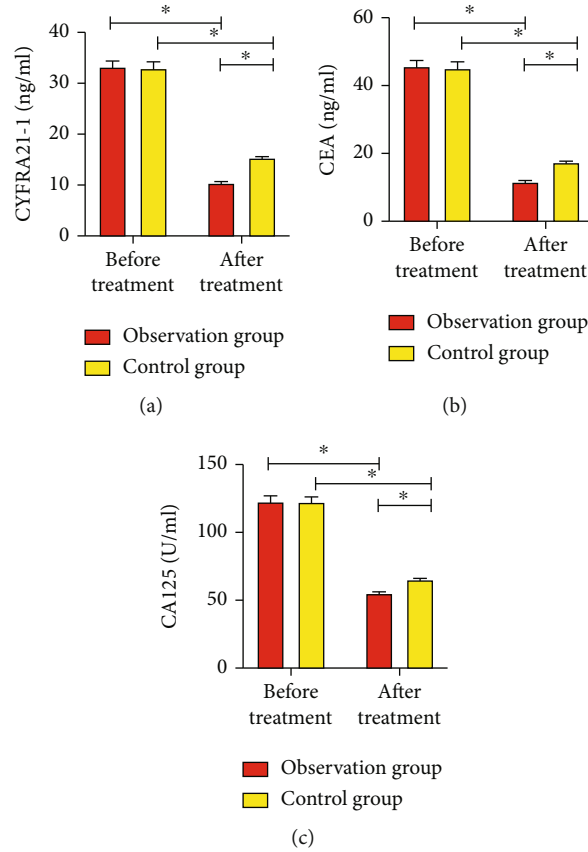 * * *
CYFRA21-1 (ng/ml)
40
30
20
10
0
Before treatment
After treatment
Observation group
Control group
(a)
* * *
CEA (ng/ml)
60
40
20
0
Before treatment
After treatment
Observation group
Control group
(b)
* * *
CA125 (U/ml)
150
100
50
0
Before treatment
After treatment
Observation group
Control group
(c)